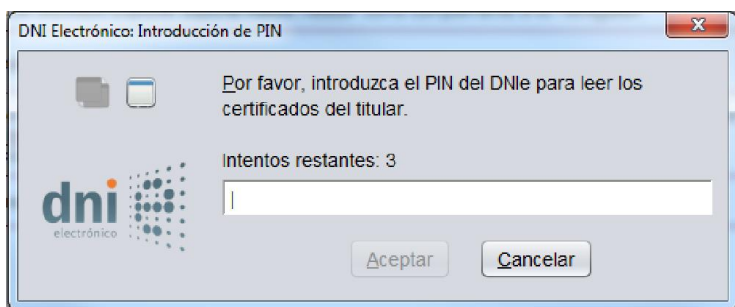 DNI Electrónico: Introducción de PIN
Por favor, introduzca el PIN del DNIe para leer los
certificados del titular.
Intentos restantes: 3
dni
electrónico
Aceptar
Cancelar